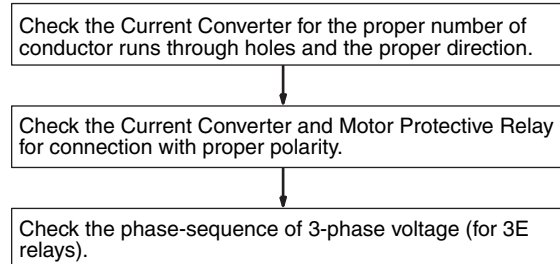 Check the Current Converter for the proper number of
conductor runs through holes and the proper direction.
Check the Current Converter and Motor Protective Relay
for connection with proper polarity.
Check the phase-sequence of 3-phase voltage (for 3E
relays).